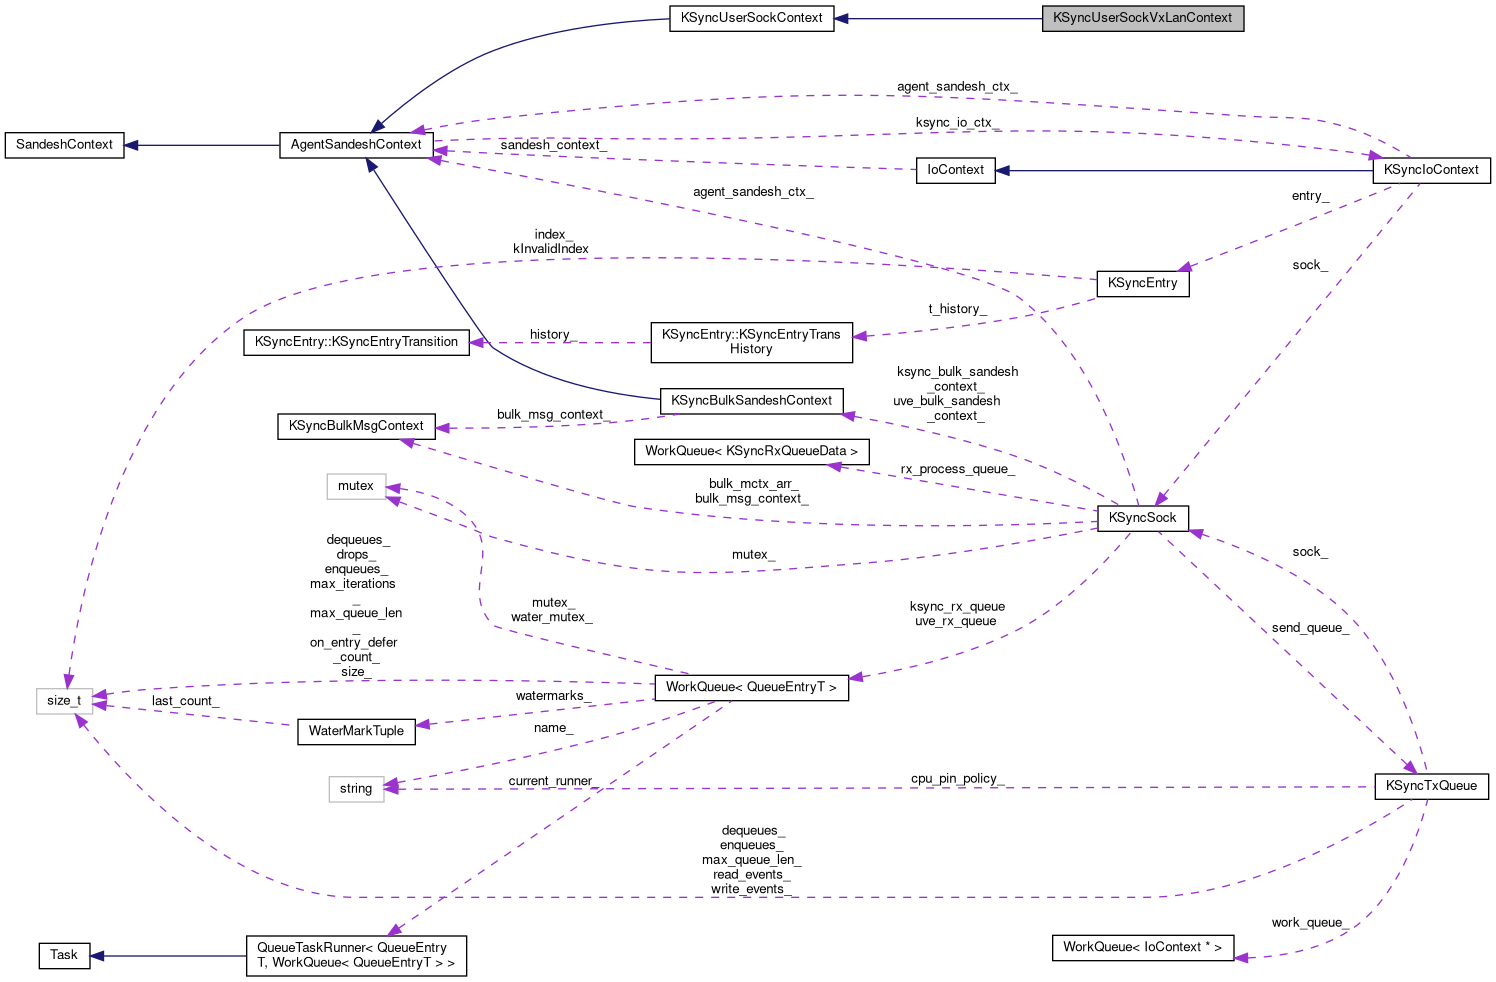 KSyncUserSockContext
KSyncUserSockVxLanContext
agent_sandesh_ctx_
ksync_io_ctx_
SandeshContext
AgentSandeshContext
sandesh_context_
IoContext
KSyncIoContext
agent_sandesh_ctx_
entry_
index_
kInvalidIndex
sock_
KSyncEntry
t_history_
KSyncEntry::KSyncEntryTransition
history_
KSyncEntry::KSyncEntryTrans
History
ksync_bulk_sandesh
_context_
uve_bulk_sandesh
_context_
KSyncBulkSandeshContext
bulk_msg_context_
KSyncBulkMsgContext
WorkQueue< KSyncRxQueueData >
rx_process_queue_
mutex
bulk_mctx_arr_
bulk_msg_context_
KSyncSock
dequeues_
drops_
enqueues_
max_iterations
_
max_queue_len
_
on_entry_defer
_count_
size_
mutex_
sock_
mutex_
water_mutex_
ksync_rx_queue
uve_rx_queue
send_queue_
WorkQueue< QueueEntryT >
size_t
last_count_
watermarks_
WaterMarkTuple
name_
string
current_runner_
cpu_pin_policy_
KSyncTxQueue
dequeues_
enqueues_
max_queue_len_
read_events_
write_events_
work_queue_
Task
QueueTaskRunner< QueueEntry
T, WorkQueue< QueueEntryT > >
WorkQueue< IoContext * >